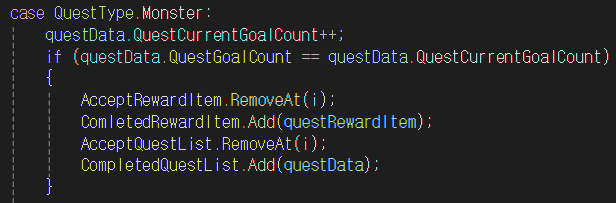 case QuestType.Monster:
questData.QuestCurrentGoalCount++;
if (questData.QuestGoalCount == questData.QuestCurrentGoalCount)
{
AcceptRewardItem.RemoveAt(i);
ComletedRewardItem.Add(questRewardItem);
AcceptQuestList.RemoveAt(i);
CompletedQuestList.Add(questData);
}